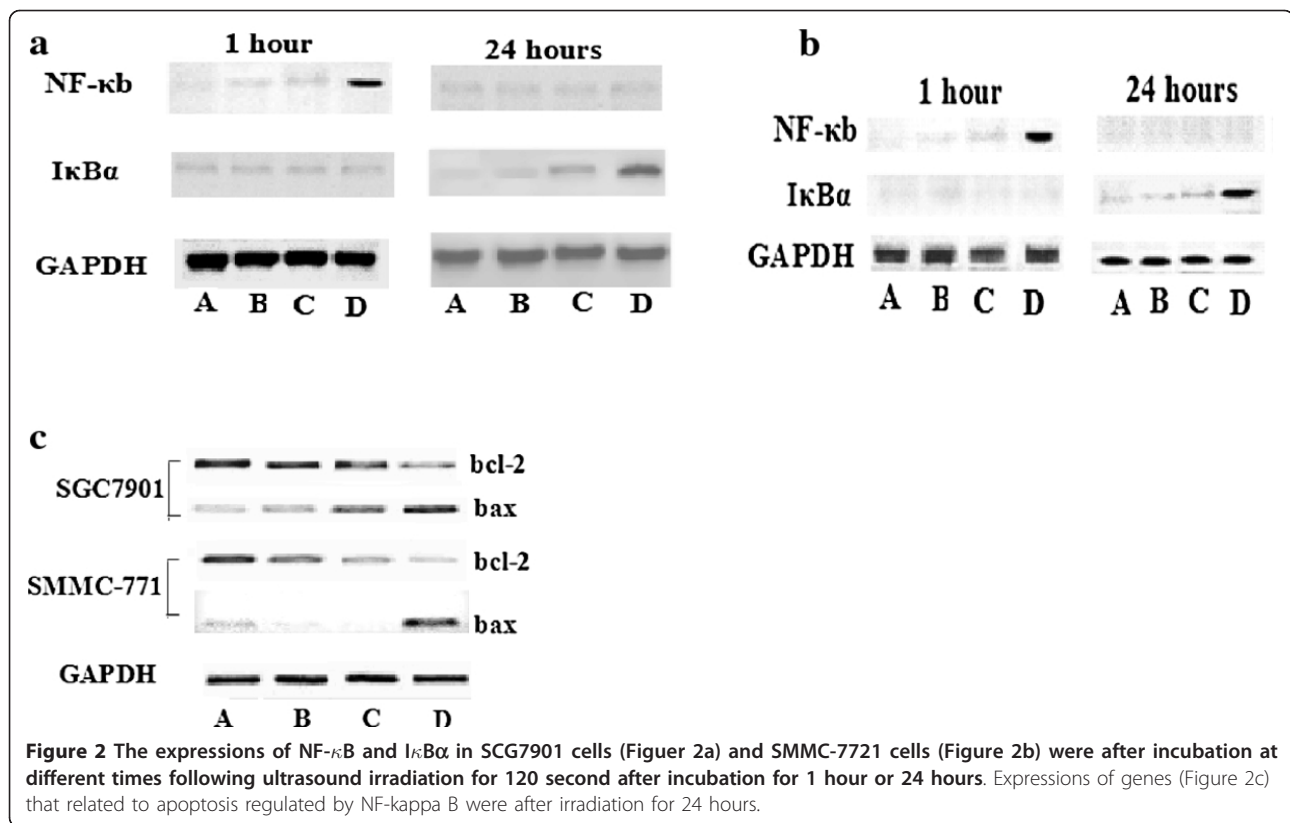 a
1 hour
24 hours
NF-κb
IκBα
GAPDH
A B C D
A B C D
b
1 hour
24 hours
NF-κb
IκBα
GAPDH
A B C D
A B C D
c
SGC7901
bcl-2
bax
SMMC-771
bcl-2
bax
GAPDH
A B C D
Figure 2 The expressions of NF-κB and IκBα in SCG7901 cells (Figuer 2a) and SMMC-7721 cells (Figure 2b) were after incubation at
different times following ultrasound irradiation for 120 second after incubation for 1 hour or 24 hours. Expressions of genes (Figure 2c)
that related to apoptosis regulated by NF-kappa B were after irradiation for 24 hours.